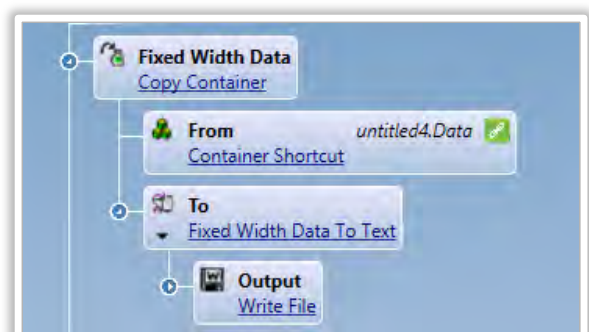 Fixed Width Data
Copy Container
From untitled4.Data
Container Shortcut
To
Fixed Width Data To Text
Output
Write File